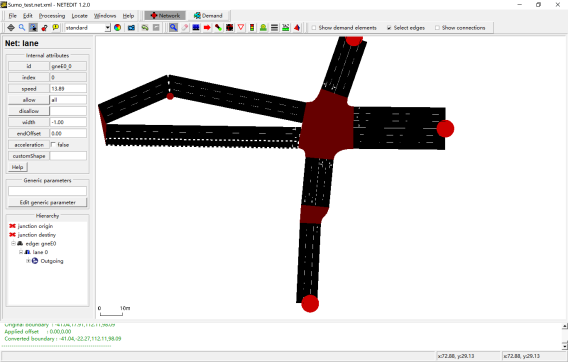 Sumo_test.net.xml - NETEDIT 1.2.0
File Edit Processing Locate Windows Help Network Demand
standard Show demand elements Select edges Show connections
Net: lane
Internal attributes
id gneE0_0
index 0
speed 13.89
allow all
disallow
width -1.00
endOffset 0.00
acceleration false
customShape
Help
Generic parameters
Edit generic parameter
Hierarchy
junction origin
junction destiny
edge: gneE0
lane 0
Outgoing
0 10m
Original boundary : -41.04,17.91,112.11,98.09
Applied offset : 0.00,0.00
Converted boundary : -41.04,-22.27,112.11,98.09
x:72.88, y:29.13 x:72.88, y:29.13